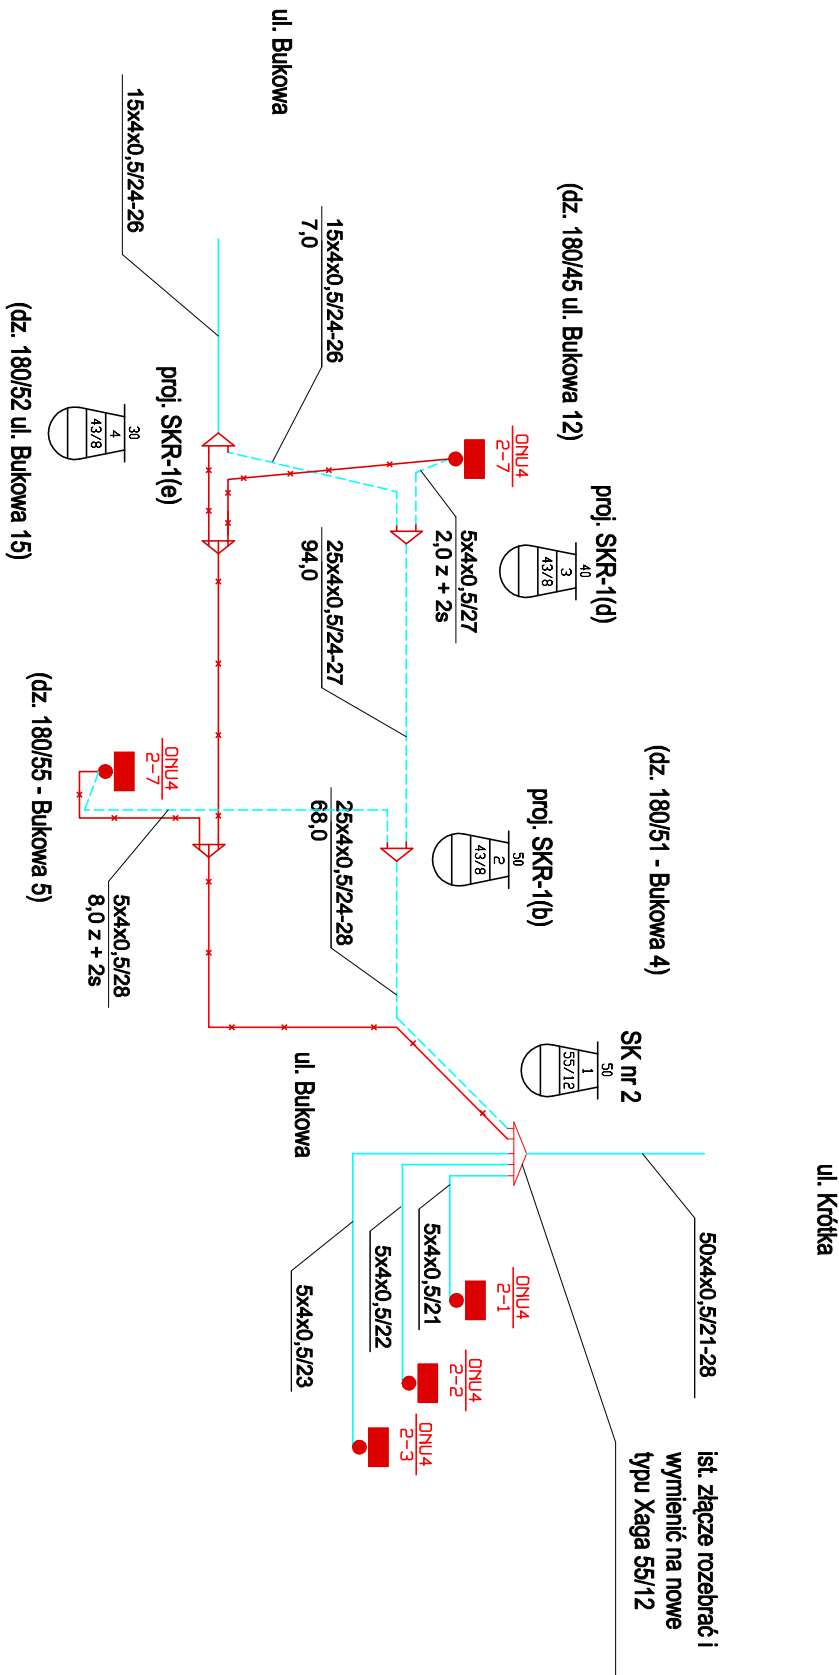 ul. Krótka
ist. złącze rozebrać i
wymienić na nowe
typu Xaga 55/12
50x4x0,5/21-28
SK nr 2
50
1
55/12
(dz. 180/51 - Bukowa 4)
proj. SKR-1(b)
50
2
43/8
proj. SKR-1(d)
40
3
43/8
(dz. 180/45 ul. Bukowa 12)
ONU4
2-7
5x4x0,5/27
2,0 z + 2s
15x4x0,5/24-26
7,0
25x4x0,5/24-27
94,0
25x4x0,5/24-28
68,0
ONU4
2-1
5x4x0,5/21
ONU4
2-2
5x4x0,5/22
ONU4
2-3
5x4x0,5/23
ul. Bukowa
ul. Bukowa
15x4x0,5/24-26
proj. SKR-1(e)
30
4
43/8
(dz. 180/52 ul. Bukowa 15)
ONU4
2-7
5x4x0,5/28
8,0 z + 2s
(dz. 180/55 - Bukowa 5)